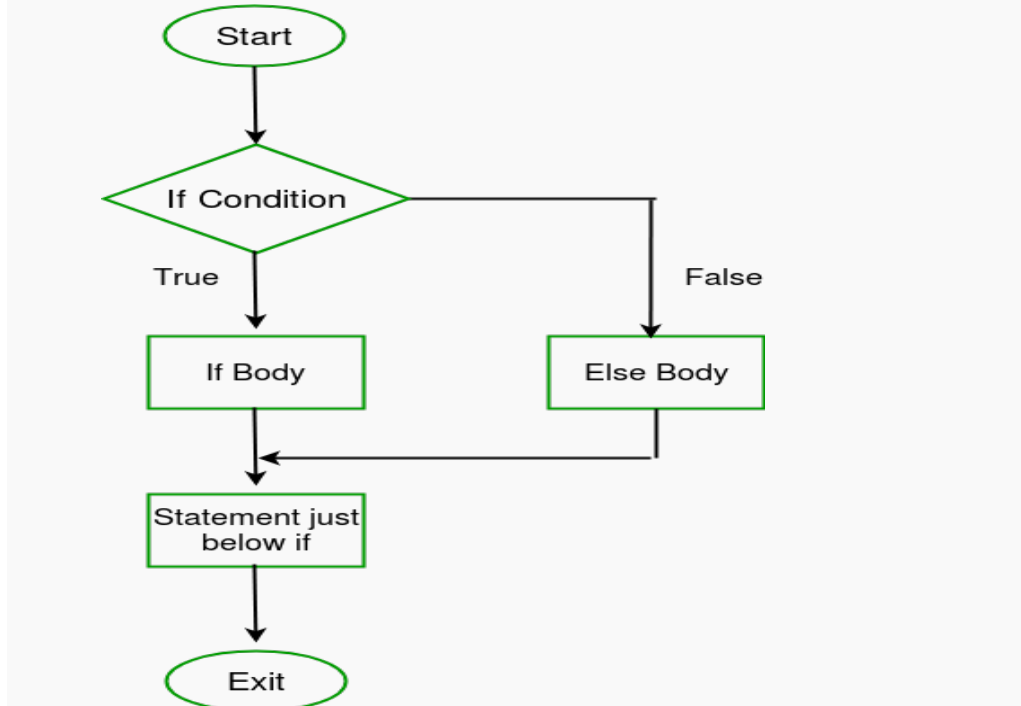 Start
If Condition
True
False
If Body
Else Body
Statement just
below if
Exit